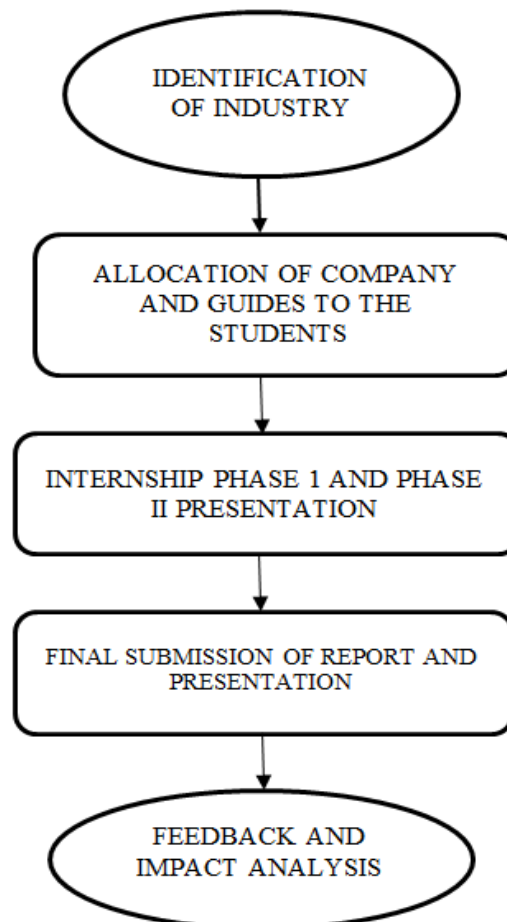 IDENTIFICATION
OF INDUSTRY
ALLOCATION OF COMPANY
AND GUIDES TO THE
STUDENTS
INTERNSHIP PHASE 1 AND PHASE
II PRESENTATION
FINAL SUBMISSION OF REPORT AND
PRESENTATION
FEEDBACK AND
IMPACT ANALYSIS